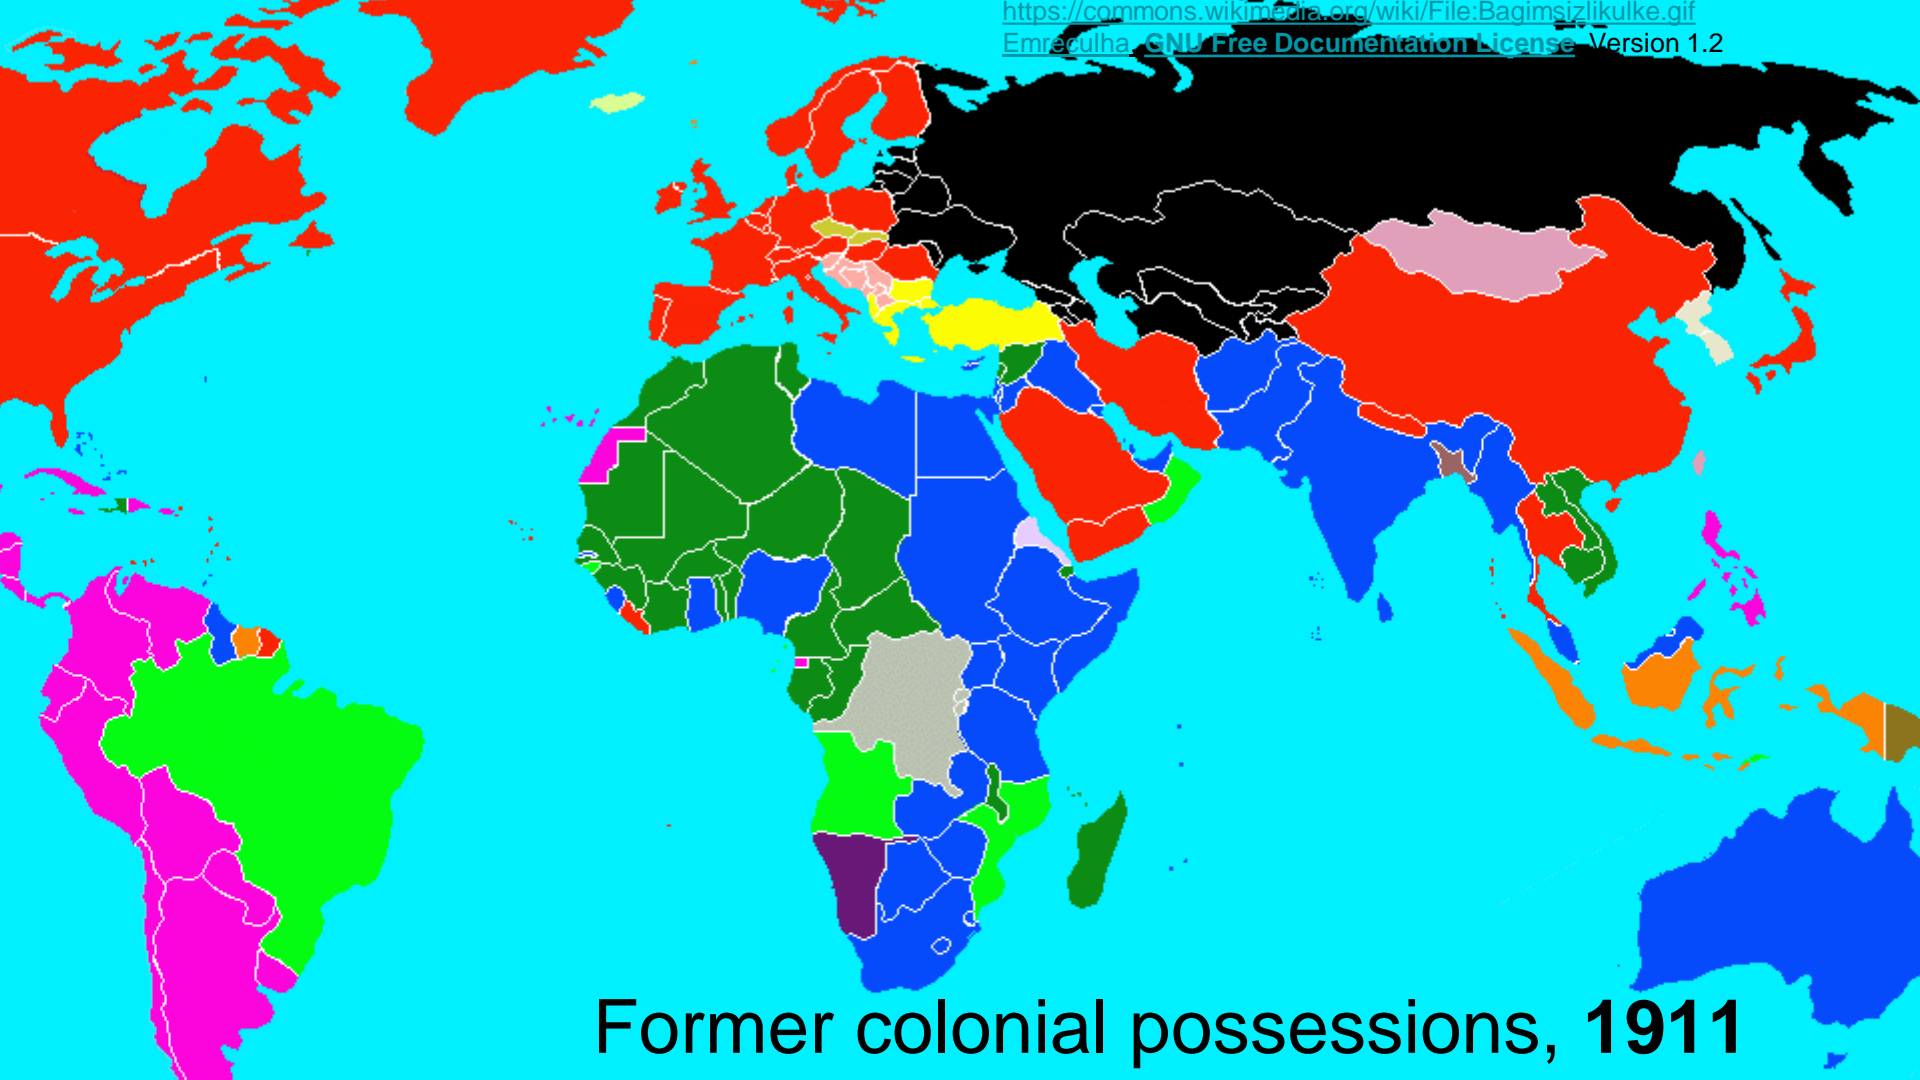 https://commons.wikimedia.org/wiki/File:Bagimsizlikulke.gif
Emreculha, GNU Free Documentation License, Version 1.2
Former colonial possessions, 1911